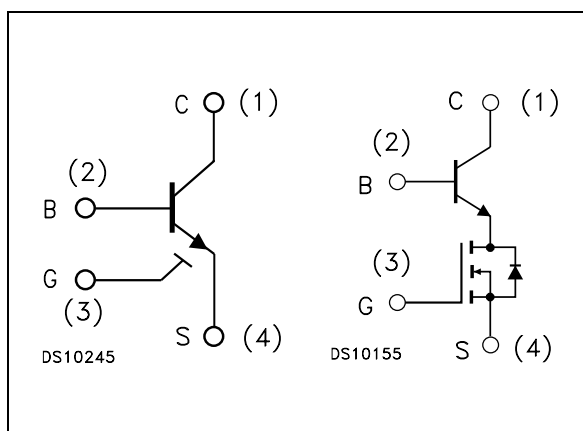 C (1)
(2)
B
G
(3)
S (4)
DS10245
C (1)
(2)
B
(3)
G
S (4)
DS10155